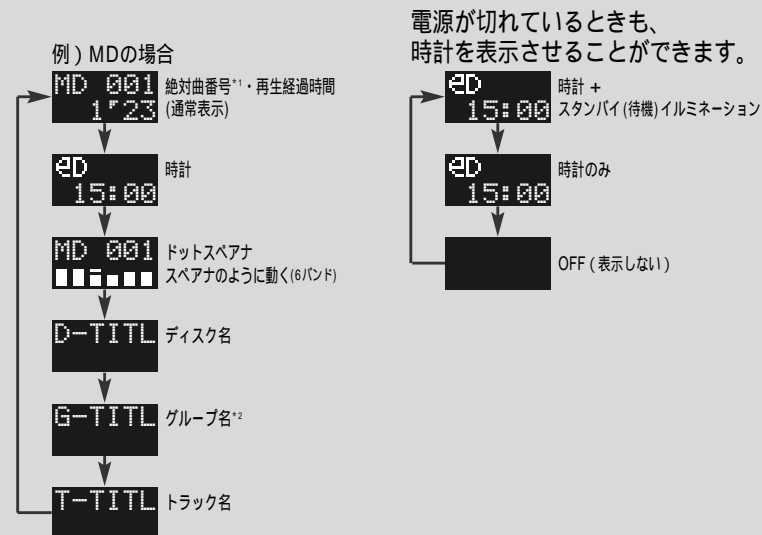 例）MDの場合
MD 001
1'23
絶対曲番号*1・再生経過時間
(通常表示)
eD
15:00
時計
MD 001
ドットスペアナ
スペアナのように動く(6バンド)
D-TITL
ディスク名
G-TITL
グループ名*2
T-TITL
トラック名
電源が切れているときも、
時計を表示させることができます。
eD
15:00
時計 +
スタンバイ(待機)イルミネーション
eD
15:00
時計のみ
OFF（表示しない）